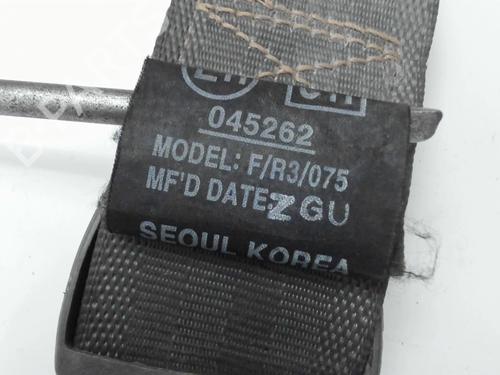 045262
MODEL: F/R3/075
MF'D DATE: Z GU
SEOUL KOREA